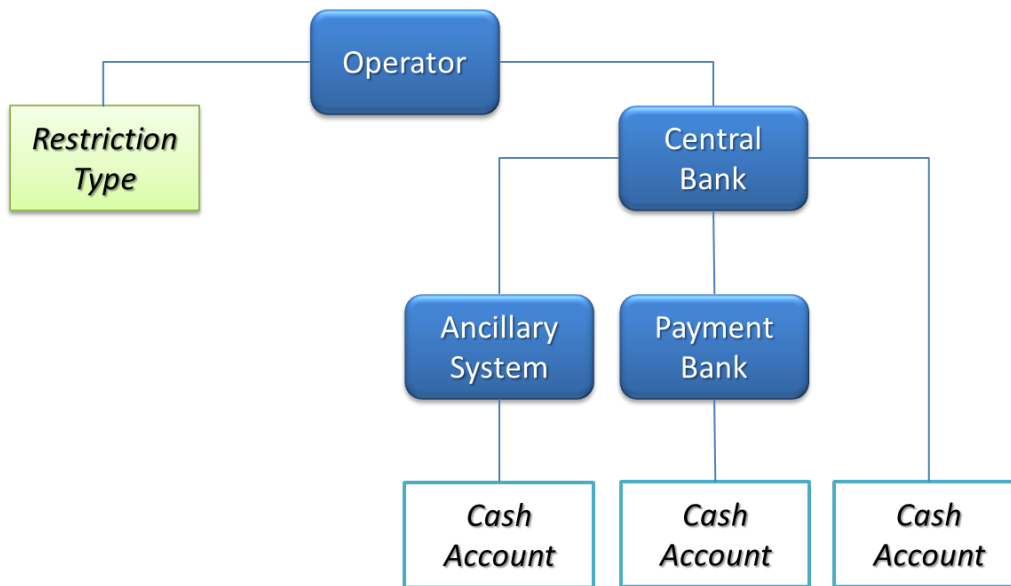 Operator
Restriction
Type
Central
Bank
Ancillary
System
Payment
Bank
Cash
Account
Cash
Account
Cash
Account